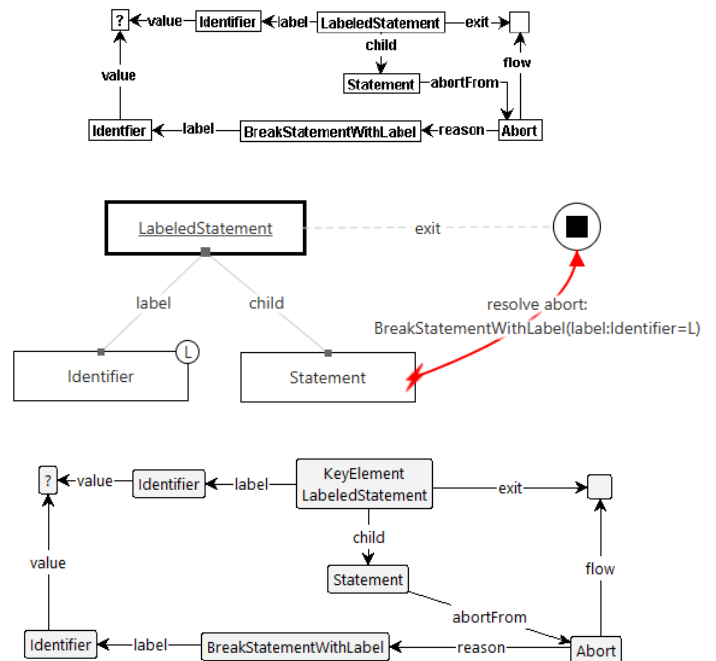 ? value Identifier label LabeledStatement exit
child
value
Statement abortFrom
flow
Identfier label BreakStatementWithLabel reason Abort
LabeledStatement
exit
label
child
resolve abort:
BreakStatementWithLabel(label:Identifier=L)
L
Identifier
Statement
KeyElement
? value Identifier label LabeledStatement exit
child
value
flow
Statement
abortFrom
Identifier label BreakStatementWithLabel reason Abort